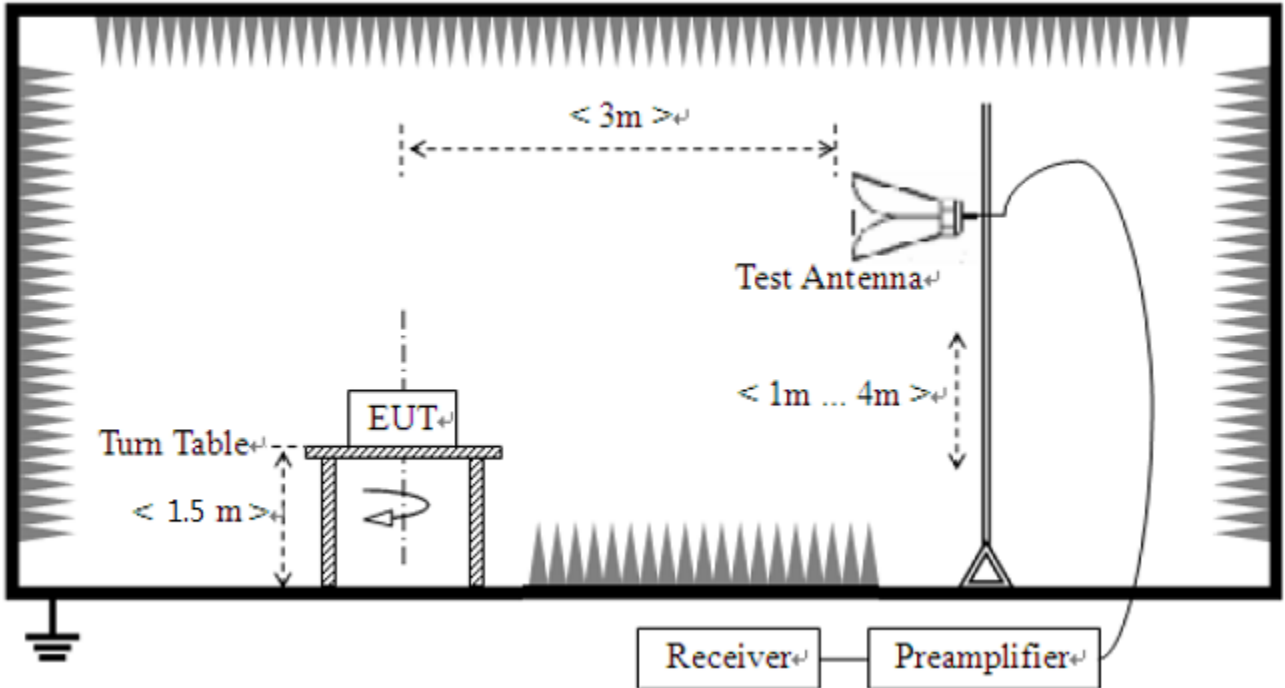 < 3m >↵
Test Antenna↵
< 1m ... 4m >↵
EUT↵
Turn Table↵
< 1.5 m >↵
Receiver↵
Preamplifier↵